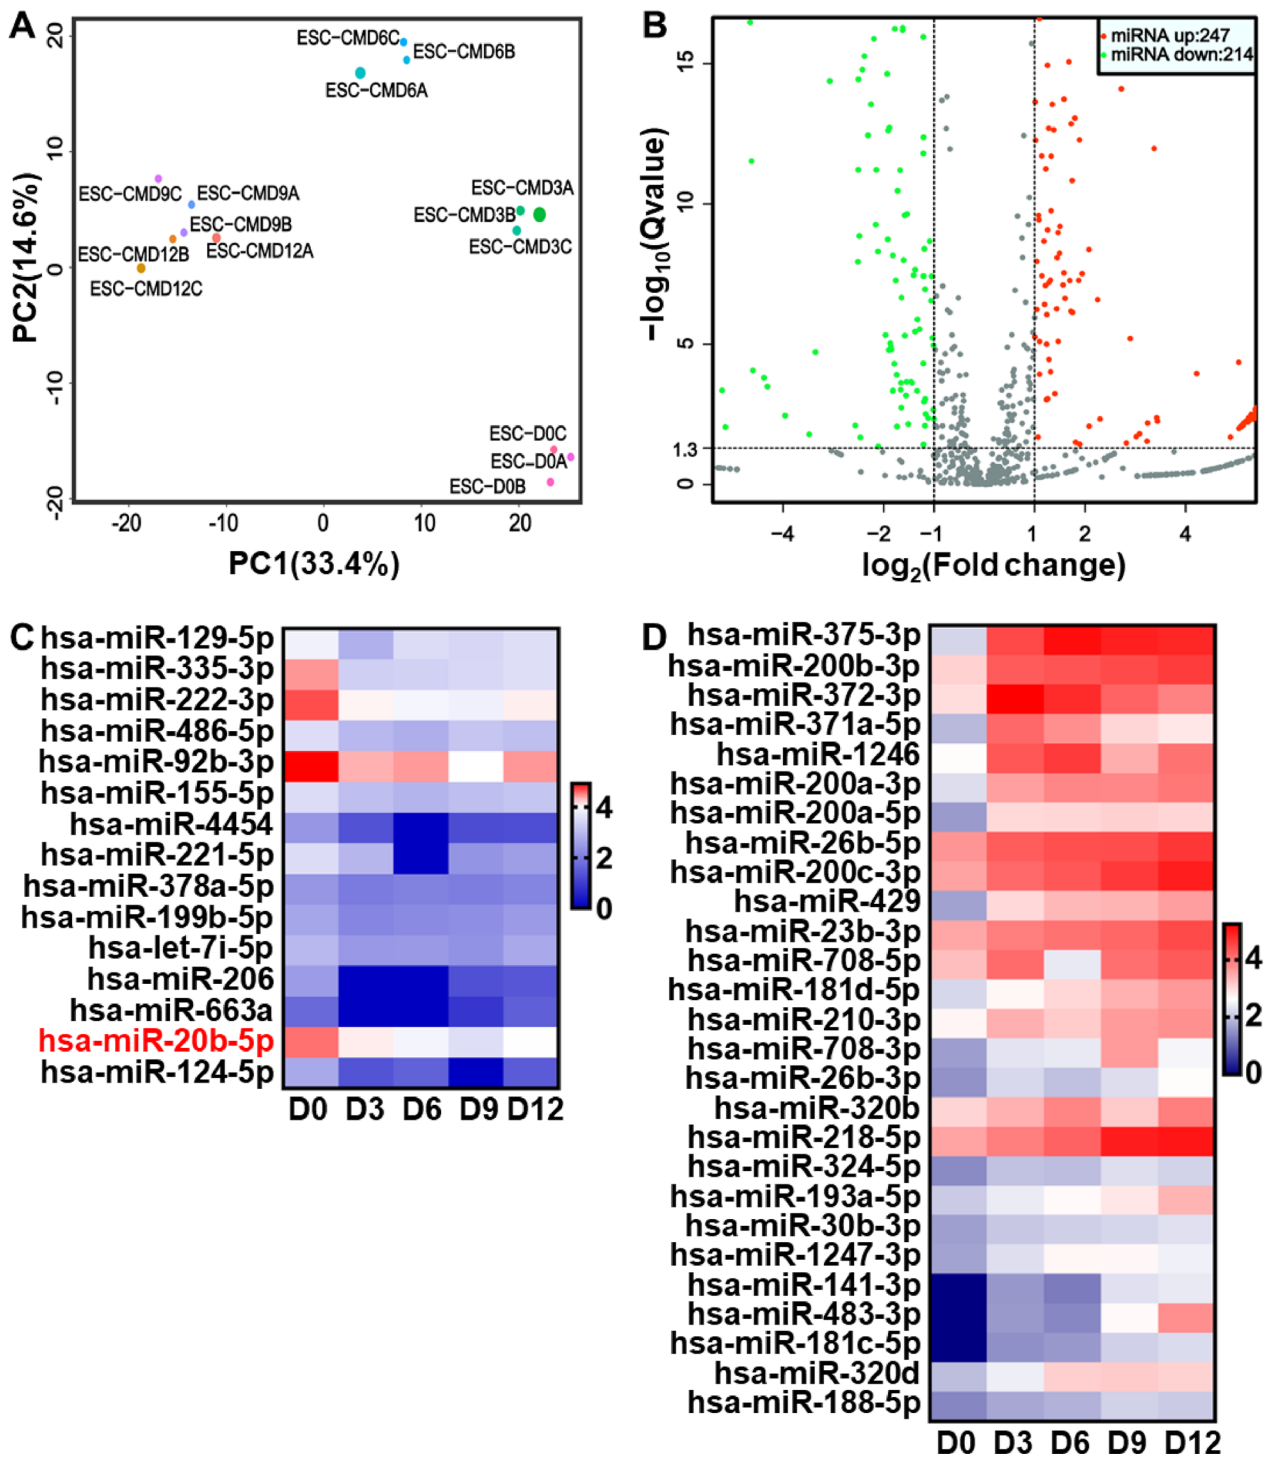 A
20
10
0
-10
-20
PC2(14.6%)
ESC-CMD6C
ESC-CMD6B
ESC-CMD6A
ESC-CMD9C
ESC-CMD9A
ESC-CMD9B
ESC-CMD12B
ESC-CMD12A
ESC-CMD12C
ESC-CMD3A
ESC-CMD3B
ESC-CMD3C
ESC-D0C
ESC-D0A
ESC-D0B
-20 -10 0 10 20
PC1(33.4%)
B
miRNA up:247
miRNA down:214
15
10
5
1.3
0
−log10(Qvalue)
−4 −2 −1 1 2 4
log2(Fold change)
C
hsa-miR-129-5p
hsa-miR-335-3p
hsa-miR-222-3p
hsa-miR-486-5p
hsa-miR-92b-3p
hsa-miR-155-5p
hsa-miR-4454
hsa-miR-221-5p
hsa-miR-378a-5p
hsa-miR-199b-5p
hsa-let-7i-5p
hsa-miR-206
hsa-miR-663a
hsa-miR-20b-5p
hsa-miR-124-5p
D0 D3 D6 D9 D12
4
2
0
D
hsa-miR-375-3p
hsa-miR-200b-3p
hsa-miR-372-3p
hsa-miR-371a-5p
hsa-miR-1246
hsa-miR-200a-3p
hsa-miR-200a-5p
hsa-miR-26b-5p
hsa-miR-200c-3p
hsa-miR-429
hsa-miR-23b-3p
hsa-miR-708-5p
hsa-miR-181d-5p
hsa-miR-210-3p
hsa-miR-708-3p
hsa-miR-26b-3p
hsa-miR-320b
hsa-miR-218-5p
hsa-miR-324-5p
hsa-miR-193a-5p
hsa-miR-30b-3p
hsa-miR-1247-3p
hsa-miR-141-3p
hsa-miR-483-3p
hsa-miR-181c-5p
hsa-miR-320d
hsa-miR-188-5p
D0 D3 D6 D9 D12
4
2
0